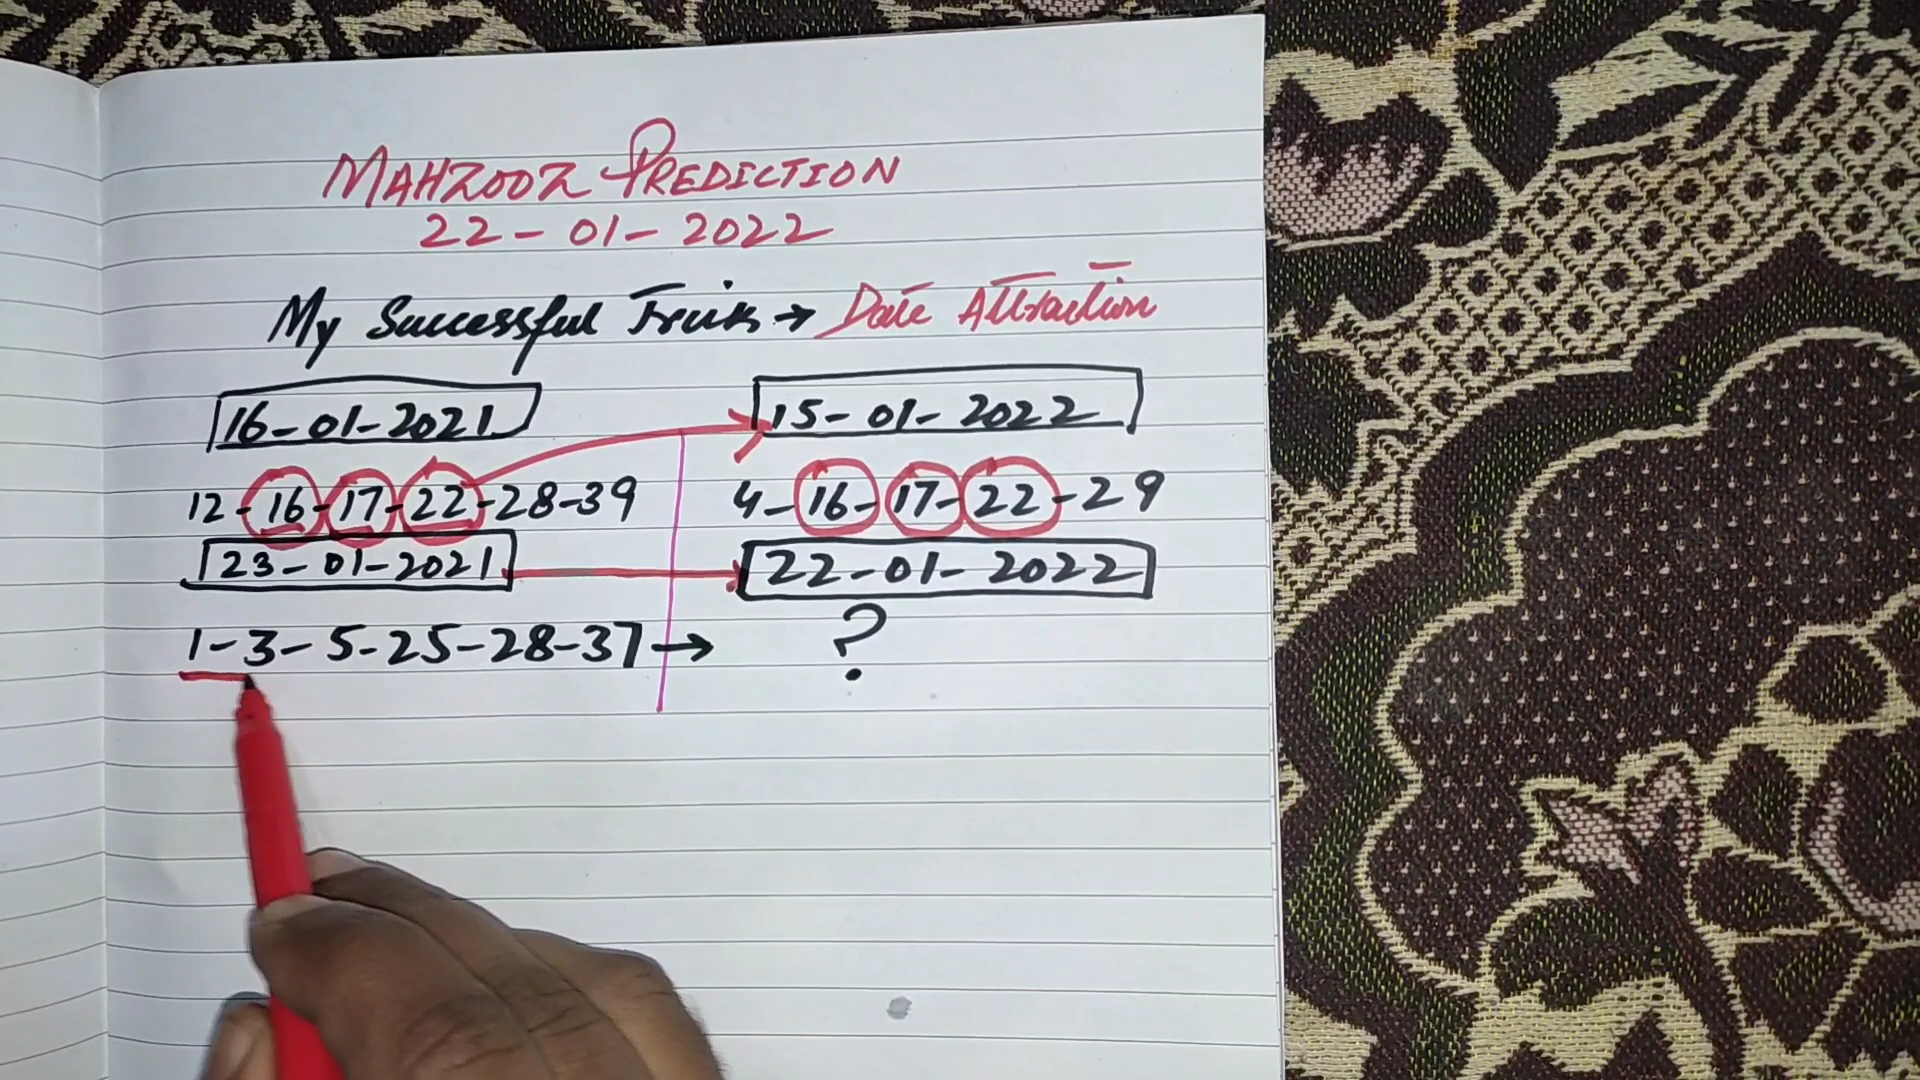 MAHZOOZ PREDICTION
22-01-2022
My Successful Trick → Date Attraction
16-01-2021
15-01-2022
12-16-17-22-28-39
4-16-17-22-29
23-01-2021
22-01-2022
1-3-5-25-28-37 → ?